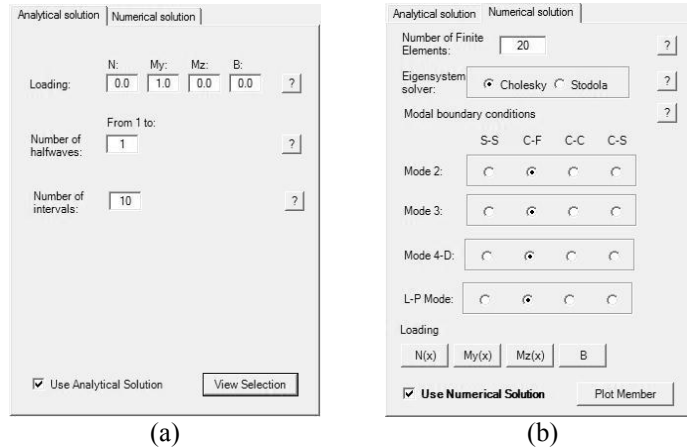 Analytical solution Numerical solution
N: My: Mz: B:
Loading: 0.0 1.0 0.0 0.0 ?
From 1 to:
Number of halfwaves: 1 ?
Number of intervals: 10 ?
Use Analytical Solution View Selection
(a)
Analytical solution Numerical solution
Number of Finite Elements: 20 ?
Eigensystem solver: Cholesky Stodola ?
Modal boundary conditions ?
S-S C-F C-C C-S
Mode 2:
Mode 3:
Mode 4-D:
L-P Mode:
Loading
N(x) My(x) Mz(x) B
Use Numerical Solution Plot Member
(b)